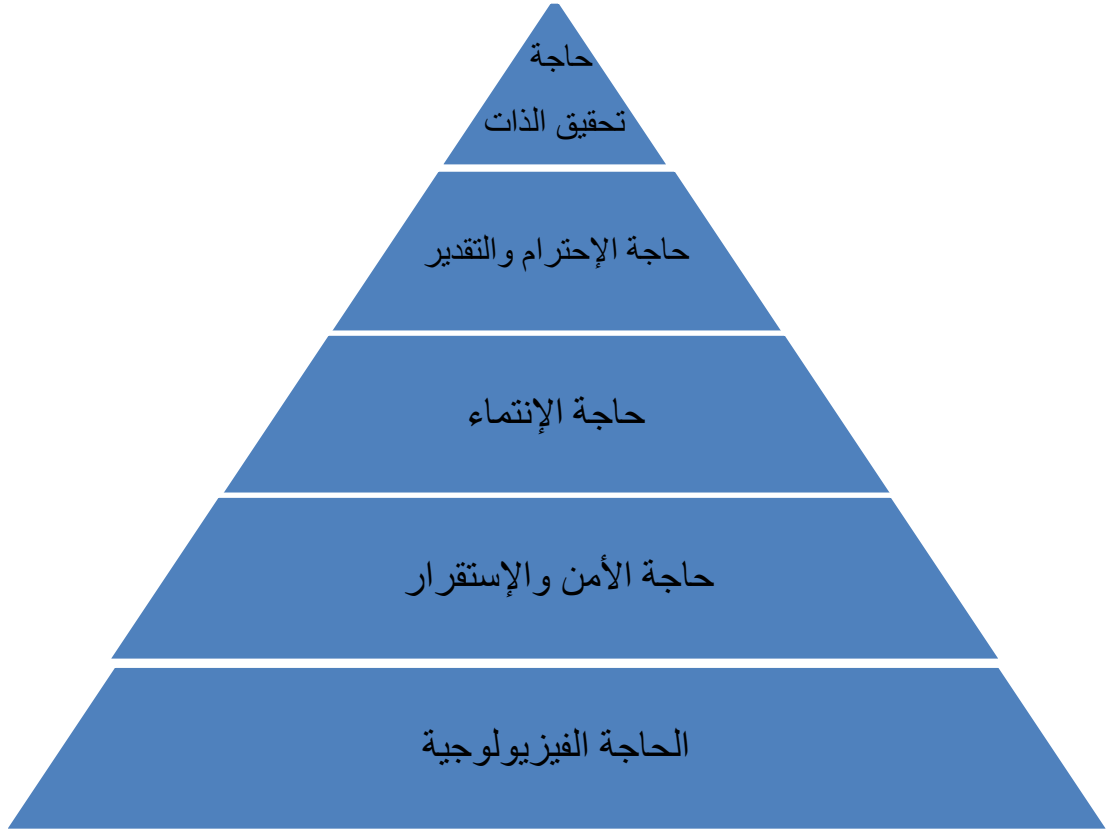 حاجة
تحقيق الذات
حاجة الإحترام والتقدير
حاجة الإنتماء
حاجة الأمن والإستقرار
الحاجة الفيزيولوجية